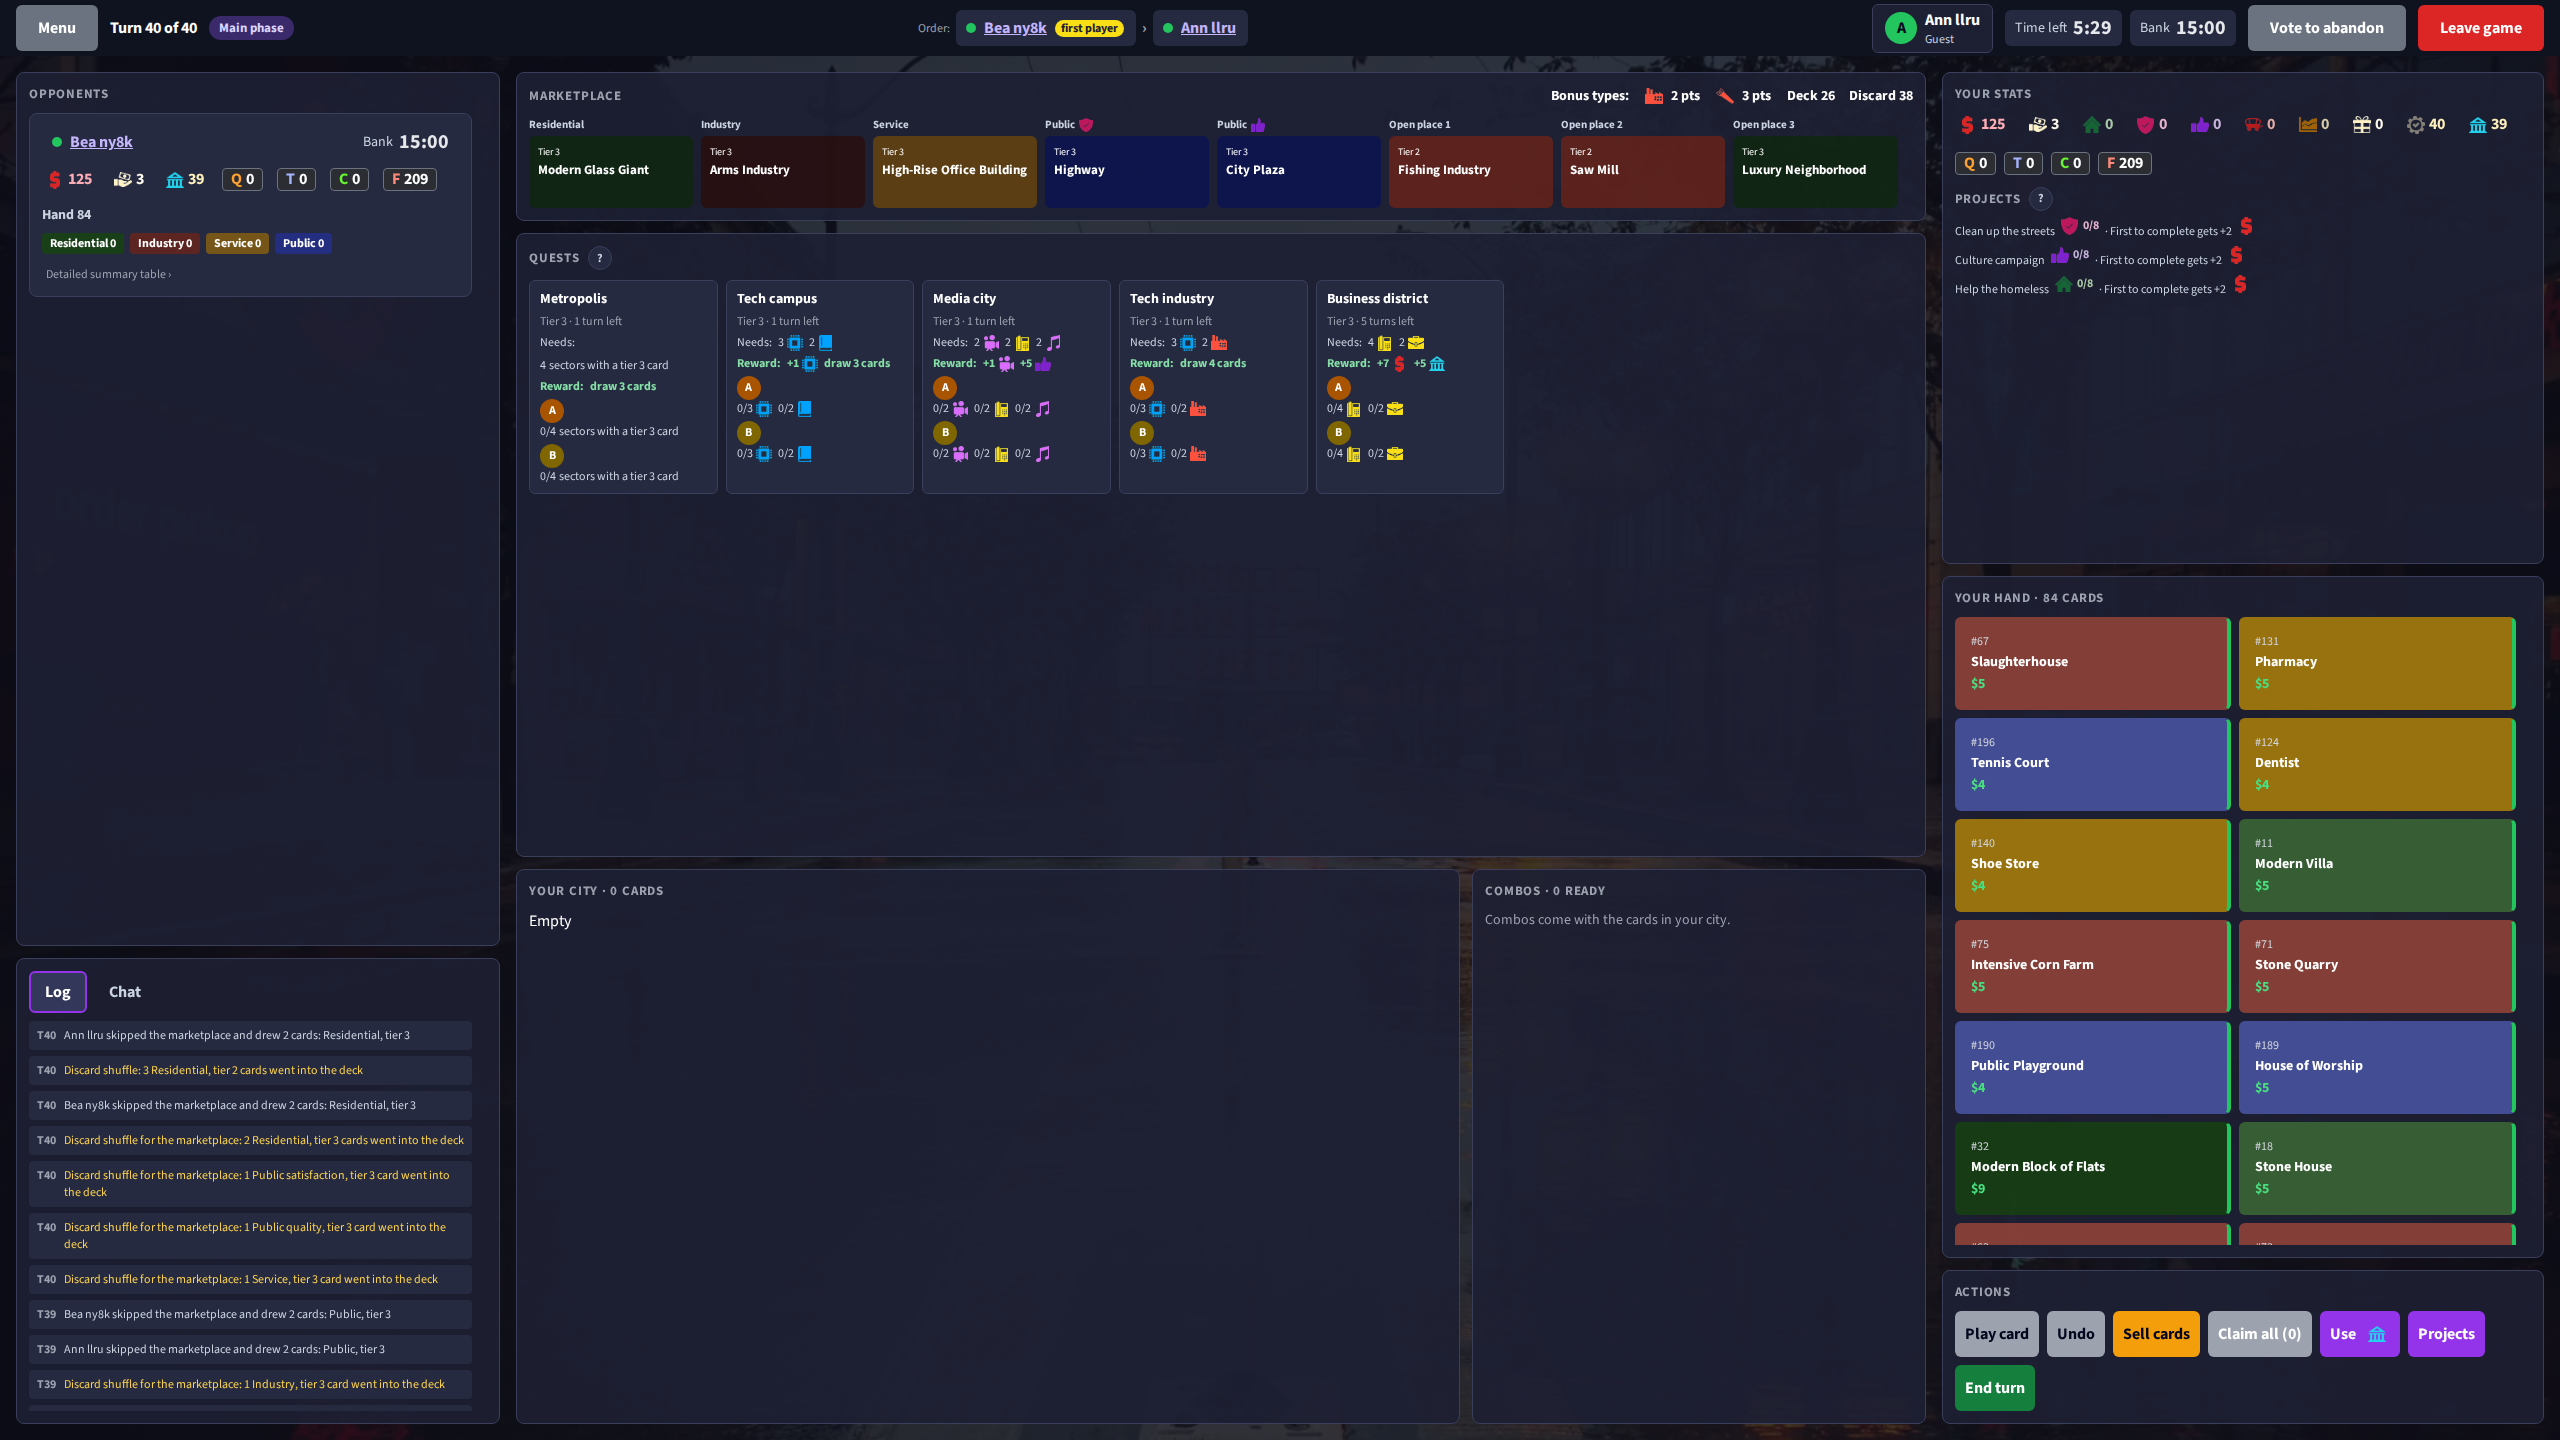 Menu
Turn 40 of 40
Main phase
Order:
Bea ny8k first player
›
Ann llru
A
Ann llru
Guest
Time left 5:29
Bank 15:00
Vote to abandon
Leave game
OPPONENTS
Bea ny8k
Bank 15:00
125 3 39 Q 0 T 0 C 0 F 209
Hand 84
Residential 0 Industry 0 Service 0 Public 0
Detailed summary table ›
MARKETPLACE
Bonus types: 2 pts 3 pts Deck 26 Discard 38
Residential
Tier 3
Modern Glass Giant
Industry
Tier 3
Arms Industry
Service
Tier 3
High-Rise Office Building
Public
Tier 3
Highway
Public
Tier 3
City Plaza
Open place 1
Tier 2
Fishing Industry
Open place 2
Tier 2
Saw Mill
Open place 3
Tier 3
Luxury Neighborhood
QUESTS ?
Metropolis
Tier 3 · 1 turn left
Needs:
4 sectors with a tier 3 card
Reward: draw 3 cards
A
0/4 sectors with a tier 3 card
B
0/4 sectors with a tier 3 card
Tech campus
Tier 3 · 1 turn left
Needs: 3 2
Reward: +1 draw 3 cards
A
0/3 0/2
B
0/3 0/2
Media city
Tier 3 · 1 turn left
Needs: 2 2 2
Reward: +1 +5
A
0/2 0/2 0/2
B
0/2 0/2 0/2
Tech industry
Tier 3 · 1 turn left
Needs: 3 2
Reward: draw 4 cards
A
0/3 0/2
B
0/3 0/2
Business district
Tier 3 · 5 turns left
Needs: 4 2
Reward: +7 +5
A
0/4 0/2
B
0/4 0/2
YOUR STATS
125 3 0 0 0 0 0 0 40 39
Q 0 T 0 C 0 F 209
PROJECTS ?
Clean up the streets 0/8 · First to complete gets +2
Culture campaign 0/8 · First to complete gets +2
Help the homeless 0/8 · First to complete gets +2
YOUR HAND · 84 CARDS
#67
Slaughterhouse
$5
#131
Pharmacy
$5
#196
Tennis Court
$4
#124
Dentist
$4
#140
Shoe Store
$4
#11
Modern Villa
$5
#75
Intensive Corn Farm
$5
#71
Stone Quarry
$5
#190
Public Playground
$4
#189
House of Worship
$5
#32
Modern Block of Flats
$9
#18
Stone House
$5
Log Chat
T40 Ann llru skipped the marketplace and drew 2 cards: Residential, tier 3
T40 Discard shuffle: 3 Residential, tier 2 cards went into the deck
T40 Bea ny8k skipped the marketplace and drew 2 cards: Residential, tier 3
T40 Discard shuffle for the marketplace: 2 Residential, tier 3 cards went into the deck
T40 Discard shuffle for the marketplace: 1 Public satisfaction, tier 3 card went into
the deck
T40 Discard shuffle for the marketplace: 1 Public quality, tier 3 card went into the
deck
T40 Discard shuffle for the marketplace: 1 Service, tier 3 card went into the deck
T39 Bea ny8k skipped the marketplace and drew 2 cards: Public, tier 3
T39 Ann llru skipped the marketplace and drew 2 cards: Public, tier 3
T39 Discard shuffle for the marketplace: 1 Industry, tier 3 card went into the deck
YOUR CITY · 0 CARDS
Empty
COMBOS · 0 READY
Combos come with the cards in your city.
ACTIONS
Play card
Undo
Sell cards
Claim all (0)
Use
Projects
End turn